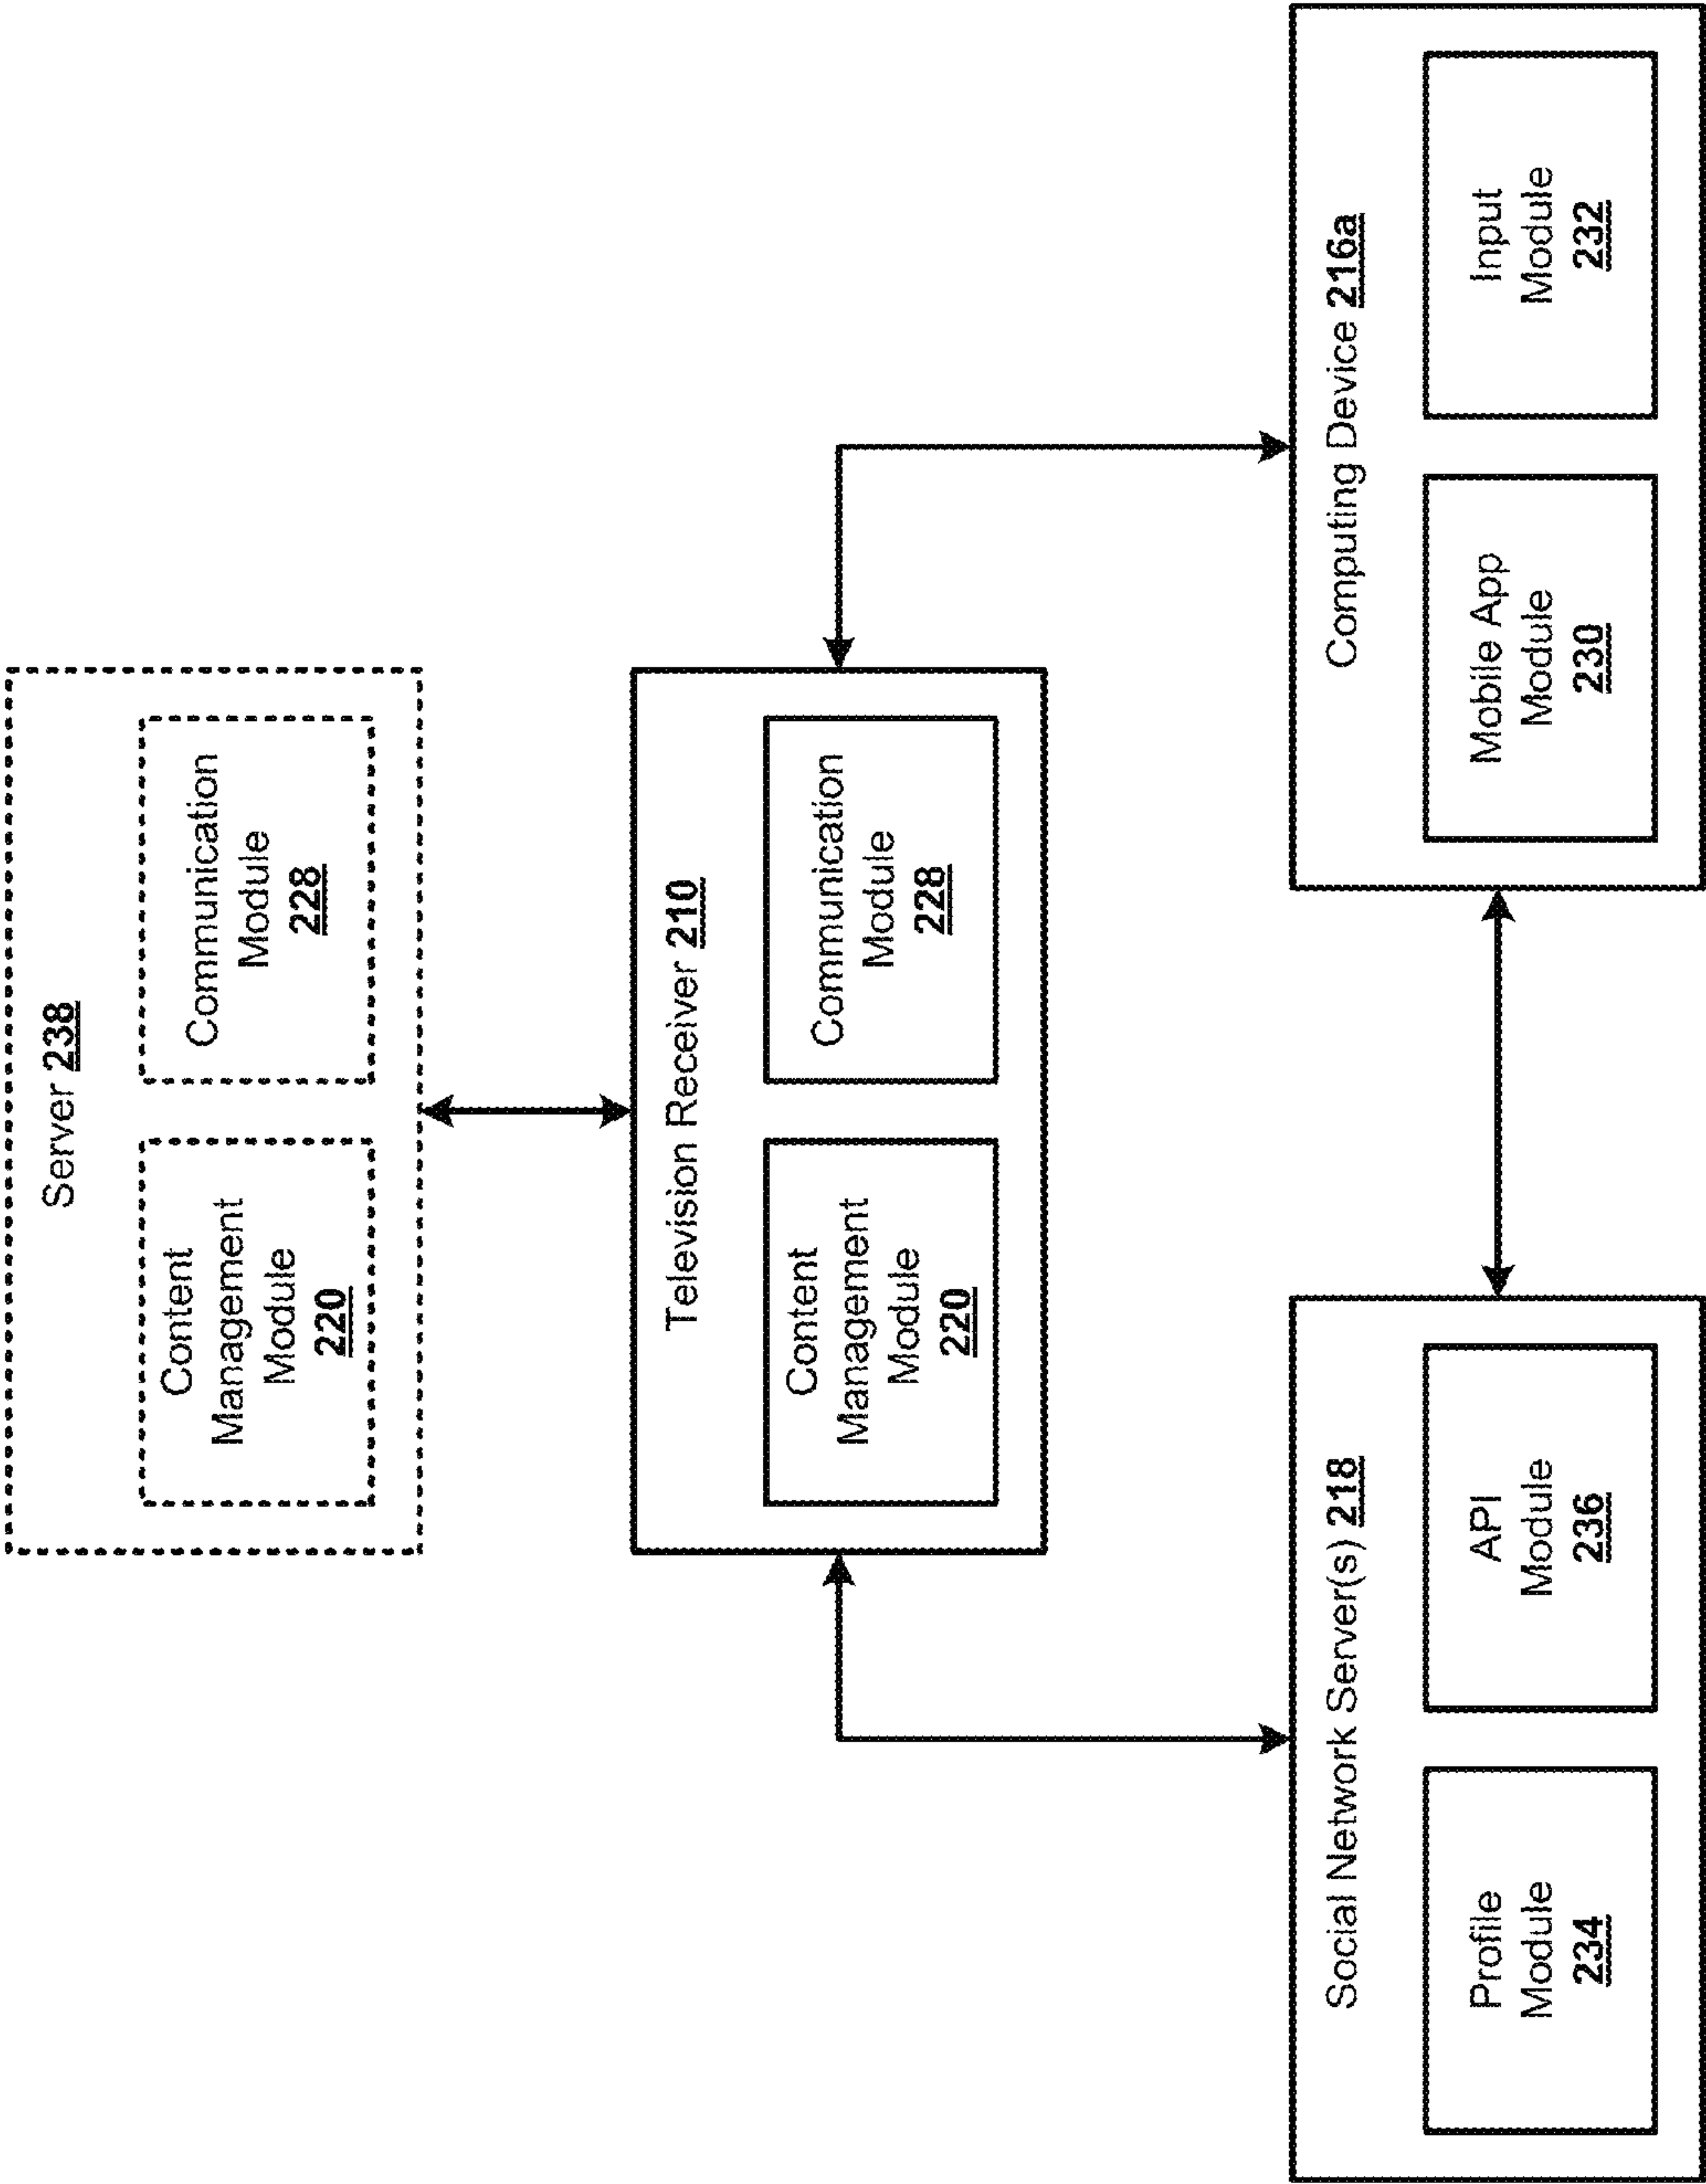 Server 238
Content
Management
Module
220
Communication
Module
228
Television Receiver 210
Content
Management
Module
220
Communication
Module
228
Social Network Server(s) 218
Profile
Module
234
API
Module
236
Computing Device 216a
Mobile App
Module
230
Input
Module
232